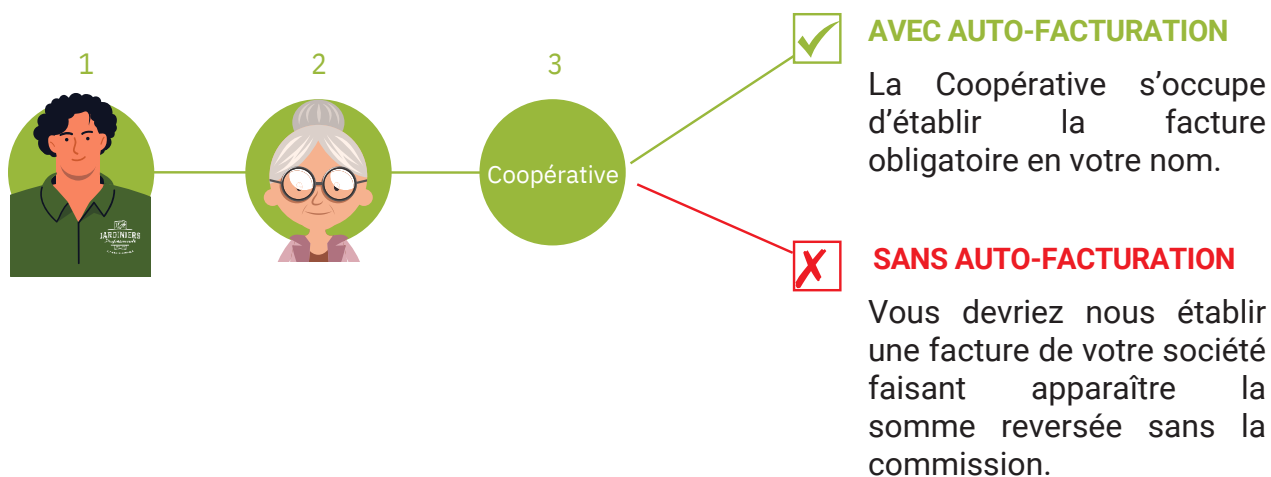 1
2
3
Coopérative
AVEC AUTO-FACTURATION
La Coopérative s’occupe
d’établir la facture
obligatoire en votre nom.
SANS AUTO-FACTURATION
Vous devriez nous établir
une facture de votre société
faisant apparaître la
somme reversée sans la
commission.
JARDINIERS